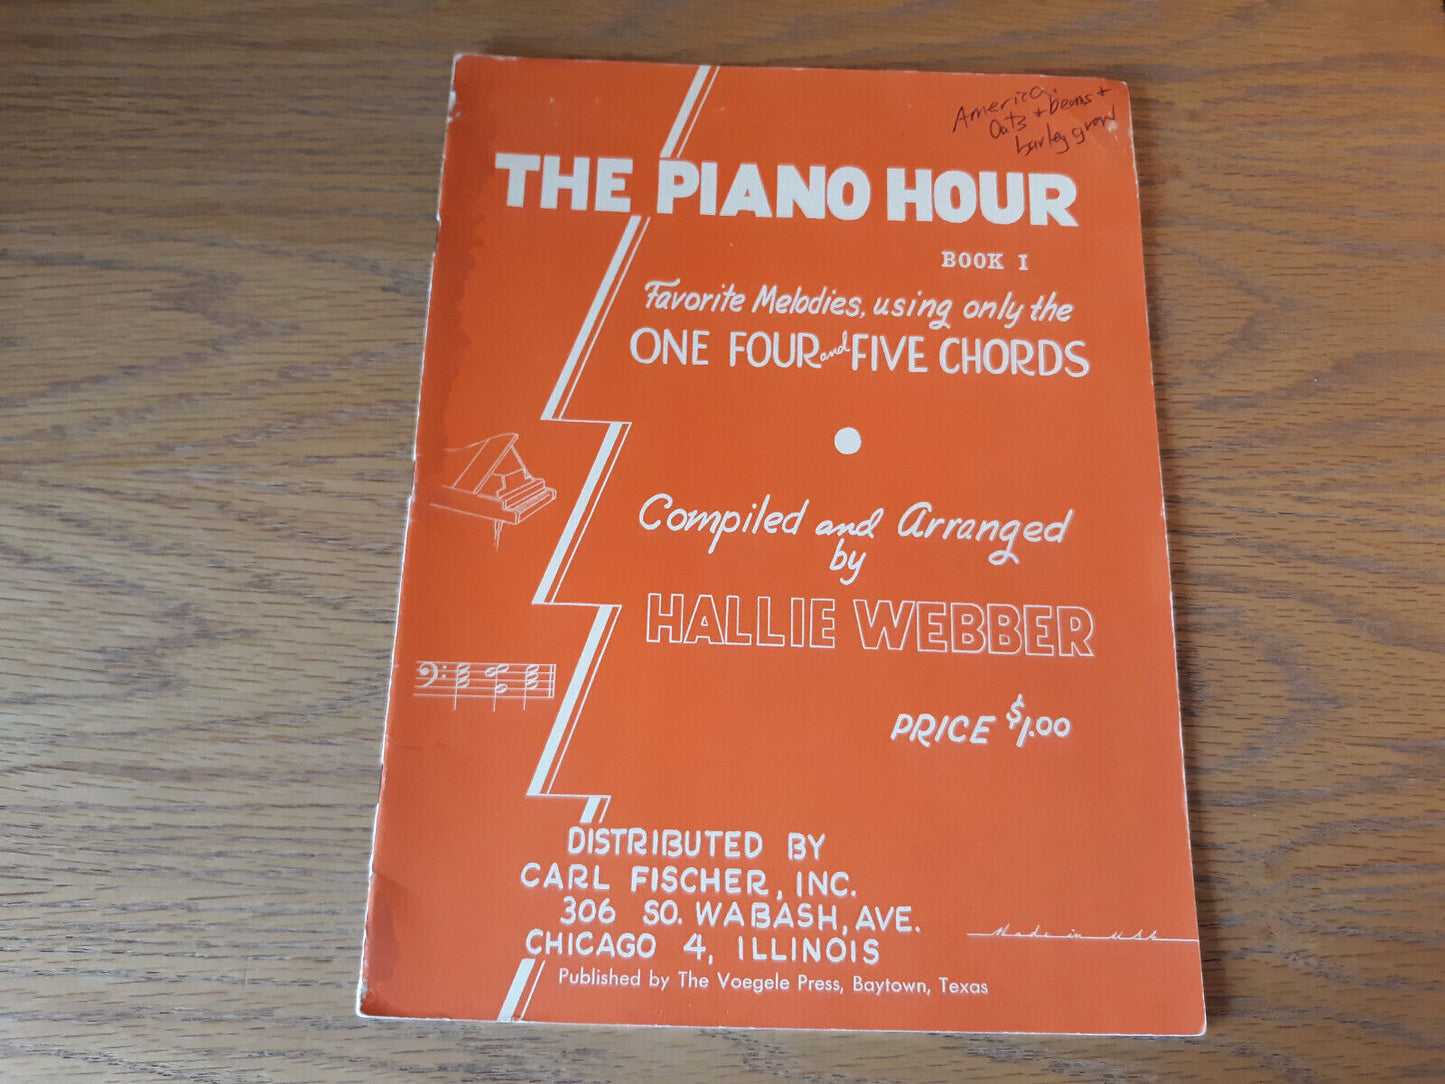 America.
Oats + beans +
barley grow
THE PIANO HOUR
BOOK I
Favorite Melodies, using only the
ONE FOUR and FIVE CHORDS
Compiled and Arranged
by
HALLIE WEBBER
PRICE $1.00
DISTRIBUTED BY
CARL FISCHER, INC.
306 SO. WABASH, AVE.
CHICAGO 4, ILLINOIS
Made in USA
Published by The Voegele Press, Baytown, Texas